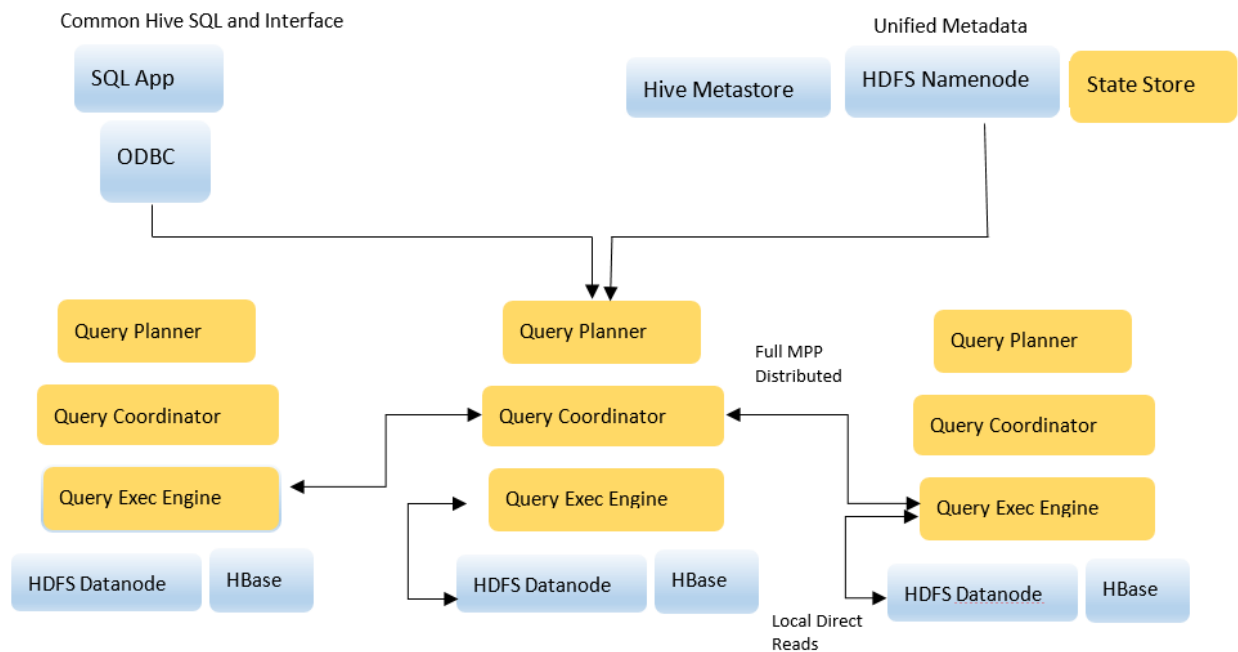 Common Hive SQL and Interface
Unified Metadata
SQL App
Hive Metastore
HDFS Namenode
State Store
ODBC
Query Planner
Query Planner
Query Planner
Full MPP
Distributed
Query Coordinator
Query Coordinator
Query Coordinator
Query Exec Engine
Query Exec Engine
Query Exec Engine
HDFS Datanode
HBase
HDFS Datanode
HBase
HDFS Datanode
HBase
Local Direct
Reads